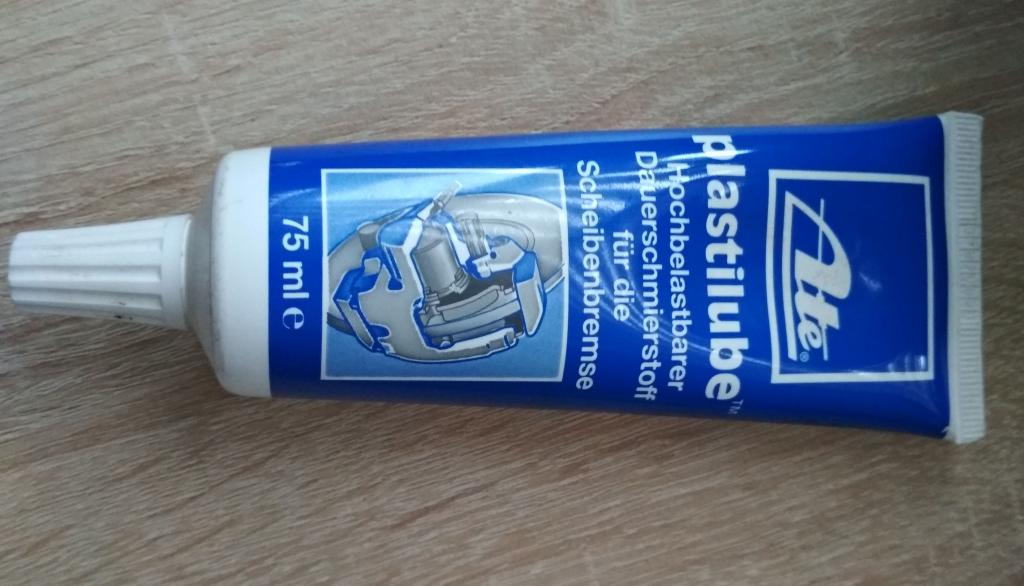 Ate®
plastilube™
Hochbelastbarer
Dauerschmierstoff
für die
Scheibenbremse
75 ml e